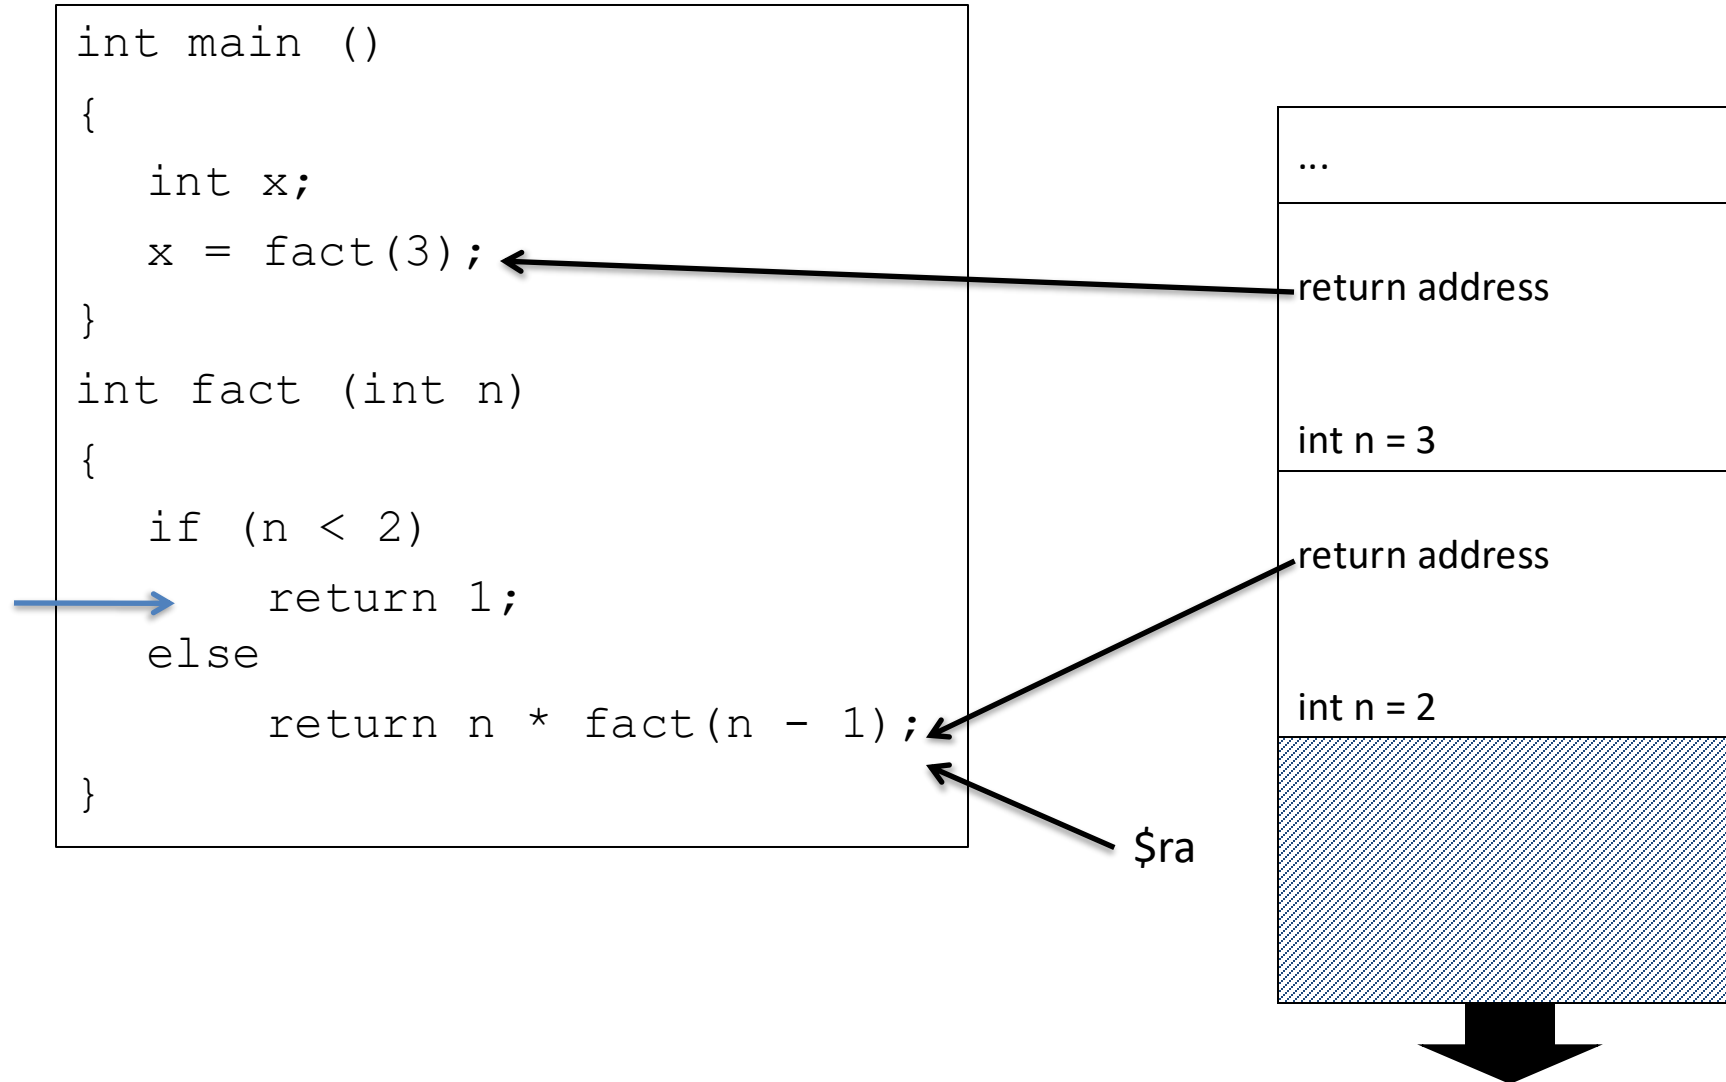 int main ()
{
int x;
x = fact(3);
}
int fact (int n)
{
if (n < 2)
return 1;
else
return n * fact(n - 1);
}
$ra
...
return address
int n = 3
return address
int n = 2